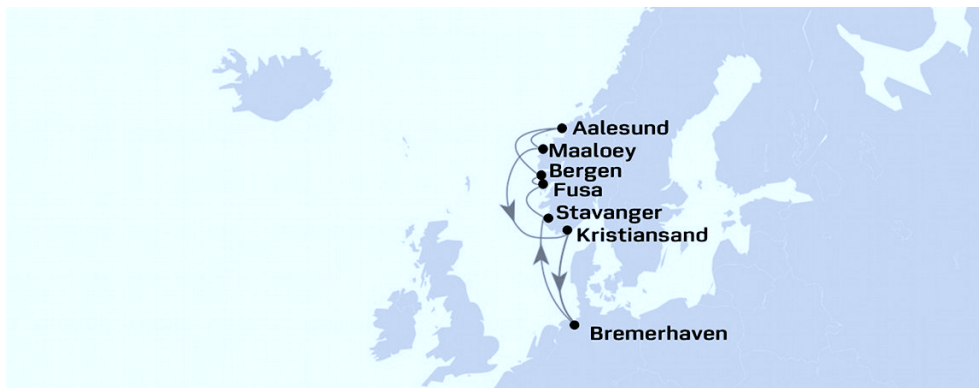 Aalesund
Maaloey
Bergen
Fusa
Stavanger
Kristiansand
Bremerhaven